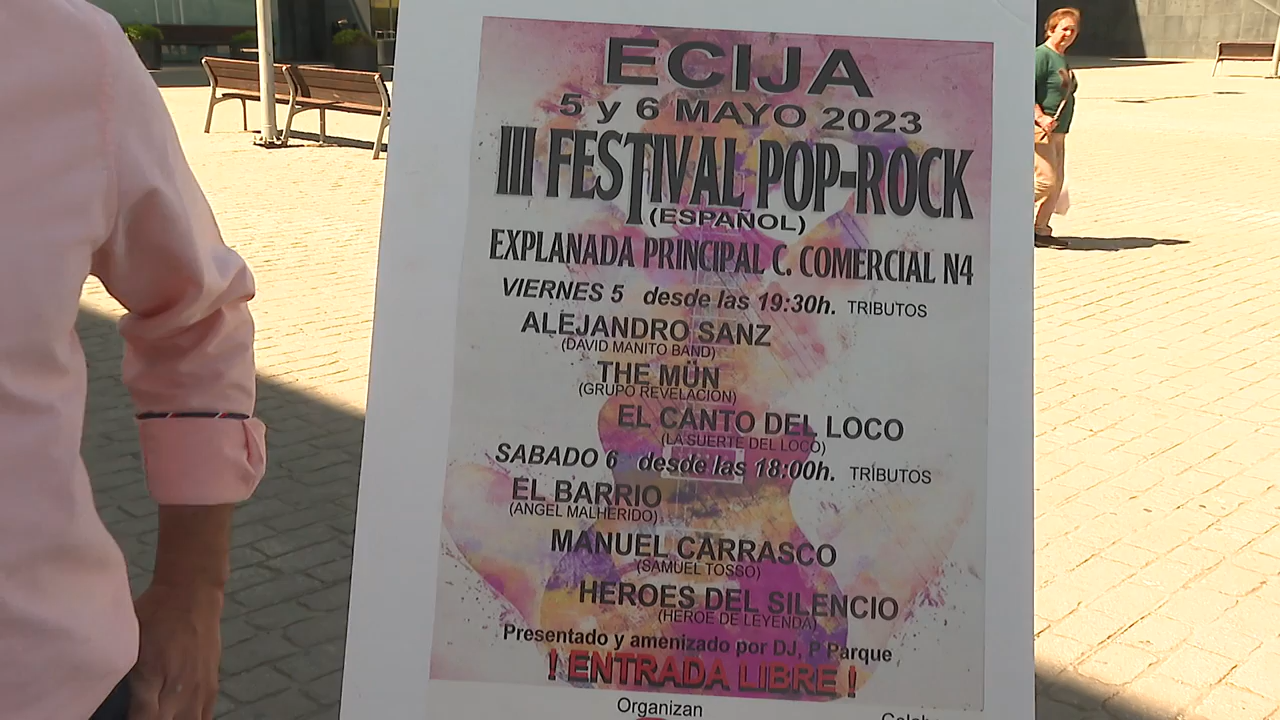 ECIJA
5 y 6 MAYO 2023
III FESTIVAL POP-ROCK
(ESPAÑOL)
EXPLANADA PRINCIPAL C. COMERCIAL N4
VIERNES 5 desde las 19:30h. TRIBUTOS
ALEJANDRO SANZ
(DAVID MANITO BAND)
THE MÜN
(GRUPO REVELACIÓN)
EL CANTO DEL LOCO
(LA SUERTE DEL LOCO)
SABADO 6 desde las 18:00h. TRÍBUTOS
EL BARRIO
(ANGEL MALHERIDO)
MANUEL CARRASCO
(SAMUEL TOSSO)
HEROES DEL SILENCIO
(HEROE DE LEYENDA)
Presentado y amenizado por DJ, P Parque
! ENTRADA LIBRE !
Organizan